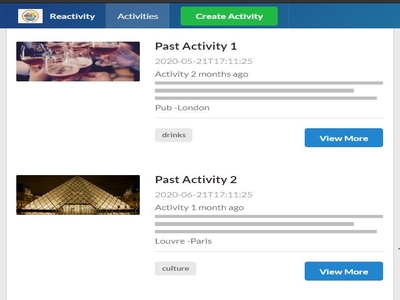 Reactivity
Activities
Create Activity
Past Activity 1
2020-05-21T17:11:25
Activity 2 months ago
Pub -London
drinks
View More
Past Activity 2
2020-06-21T17:11:25
Activity 1 month ago
Louvre -Paris
culture
View More